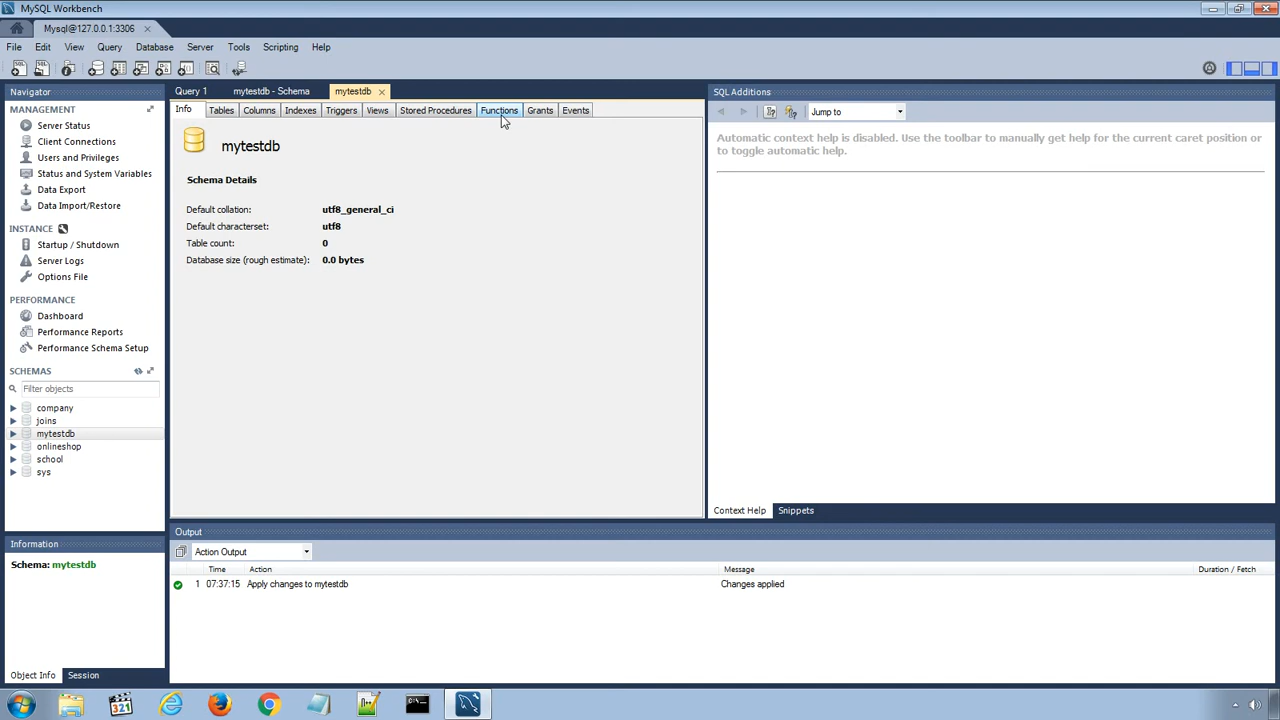 MySQL Workbench
Mysql@127.0.0.1:3306
File Edit View Query Database Server Tools Scripting Help
Navigator
MANAGEMENT
Server Status
Client Connections
Users and Privileges
Status and System Variables
Data Export
Data Import/Restore
INSTANCE
Startup / Shutdown
Server Logs
Options File
PERFORMANCE
Dashboard
Performance Reports
Performance Schema Setup
SCHEMAS
Filter objects
company
joins
mytestdb
onlineshop
school
sys
Information
Schema: mytestdb
Object Info Session
Query 1 mytestdb - Schema mytestdb
Info Tables Columns Indexes Triggers Views Stored Procedures Functions Grants Events
mytestdb
Schema Details
Default collation: utf8_general_ci
Default characterset: utf8
Table count: 0
Database size (rough estimate): 0.0 bytes
SQL Additions
Jump to
Automatic context help is disabled. Use the toolbar to manually get help for the current caret position or
to toggle automatic help.
Context Help Snippets
Output
Action Output
Time Action Message Duration / Fetch
1 07:37:15 Apply changes to mytestdb Changes applied